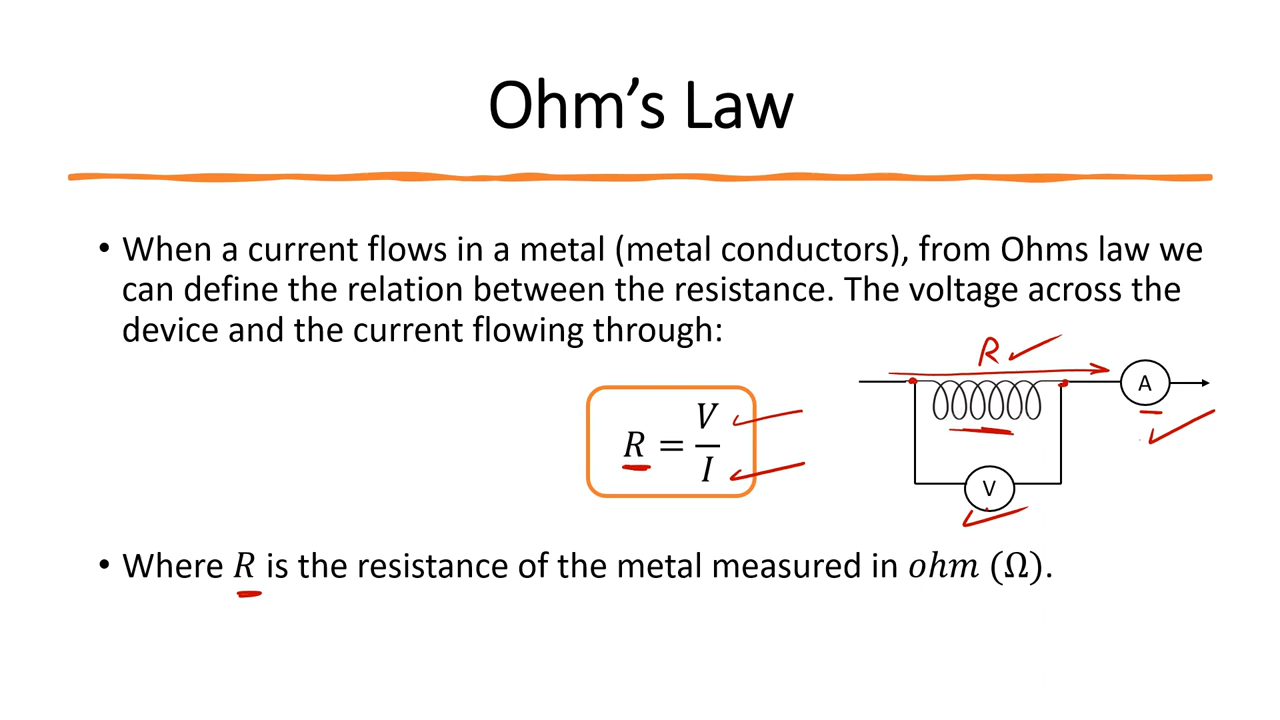 Ohm’s Law
• When a current flows in a metal (metal conductors), from Ohms law we
can define the relation between the resistance. The voltage across the
device and the current flowing through:
R
A
R = V/I
V
• Where R is the resistance of the metal measured in ohm (Ω).